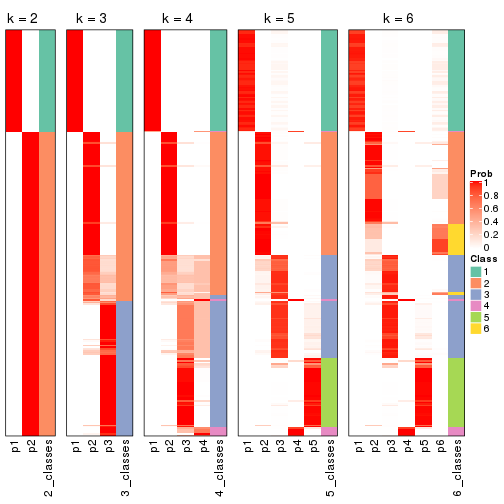 k = 2
k = 3
k = 4
k = 5
k = 6
Prob
1
0.8
0.6
0.4
0.2
0
Class
1
2
3
4
5
6
p1
p2
2_classes
p1
p2
p3
3_classes
p1
p2
p3
p4
4_classes
p1
p2
p3
p4
p5
5_classes
p1
p2
p3
p4
p5
p6
6_classes